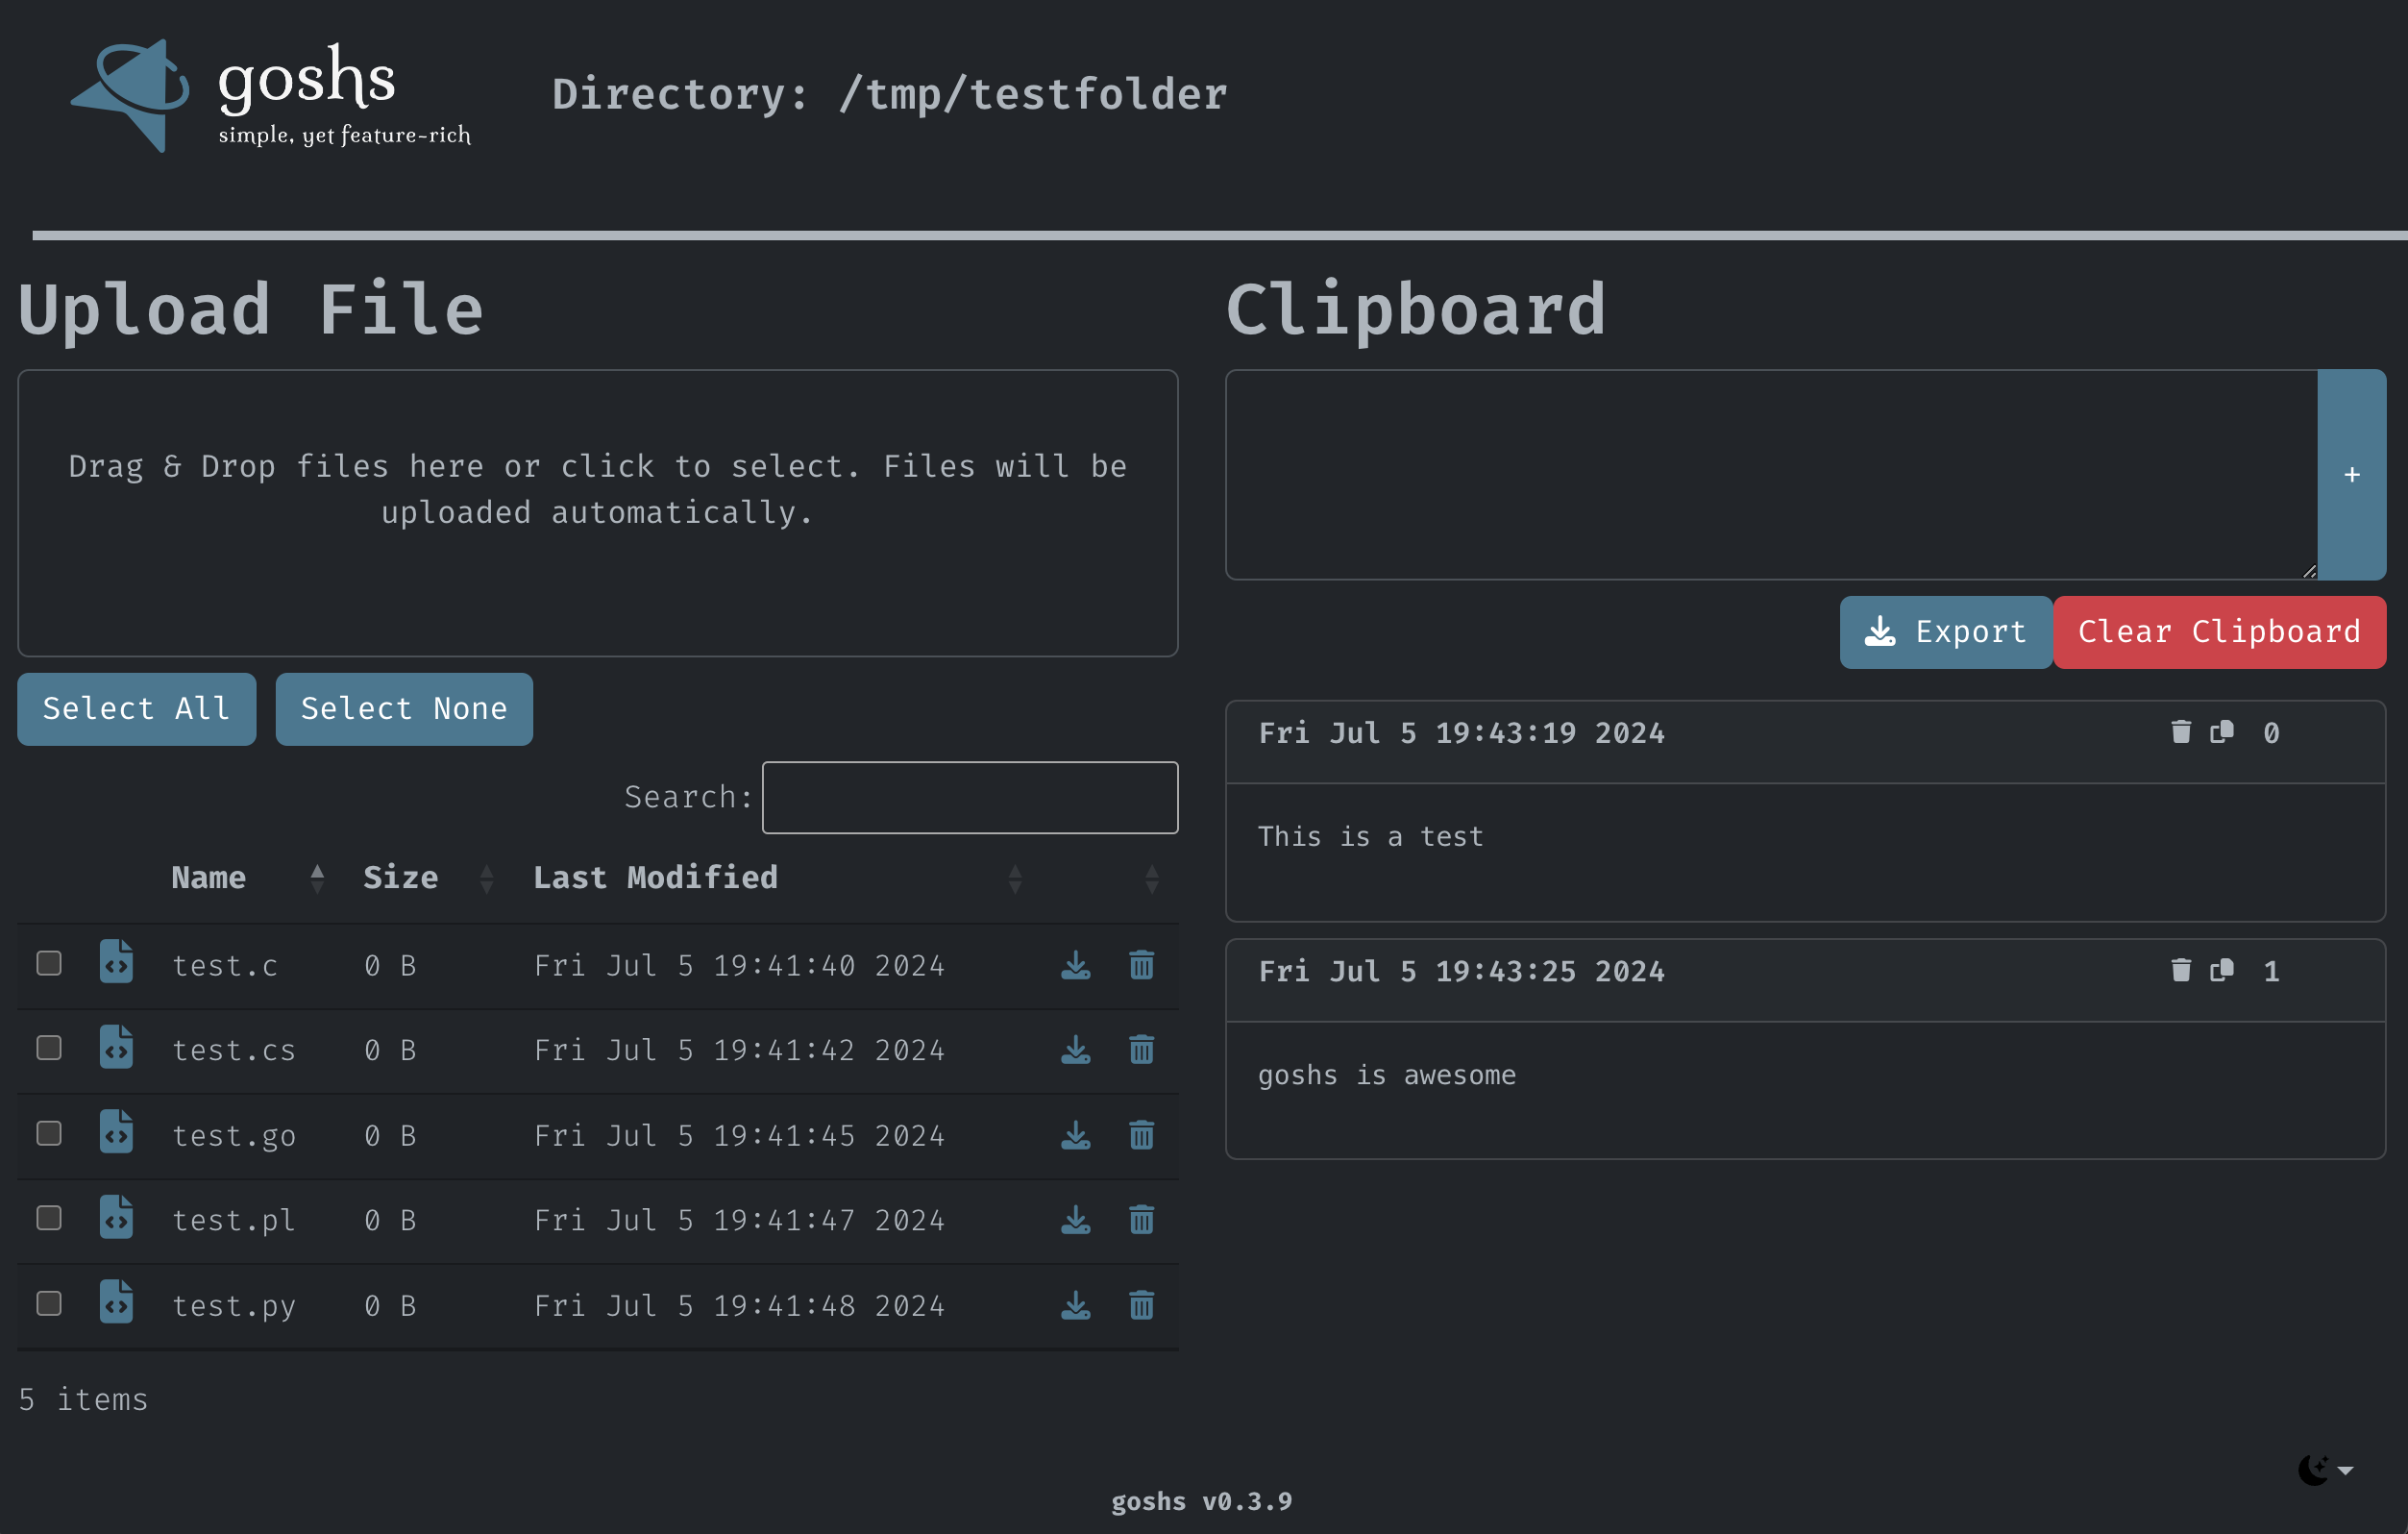 goshs
simple, yet feature-rich
Directory: /tmp/testfolder
Upload File
Drag & Drop files here or click to select. Files will be
uploaded automatically.
Select All
Select None
Search:
Name Size Last Modified
test.c 0 B Fri Jul 5 19:41:40 2024
test.cs 0 B Fri Jul 5 19:41:42 2024
test.go 0 B Fri Jul 5 19:41:45 2024
test.pl 0 B Fri Jul 5 19:41:47 2024
test.py 0 B Fri Jul 5 19:41:48 2024
5 items
Clipboard
+
Export
Clear Clipboard
Fri Jul 5 19:43:19 2024 0
This is a test
Fri Jul 5 19:43:25 2024 1
goshs is awesome
goshs v0.3.9